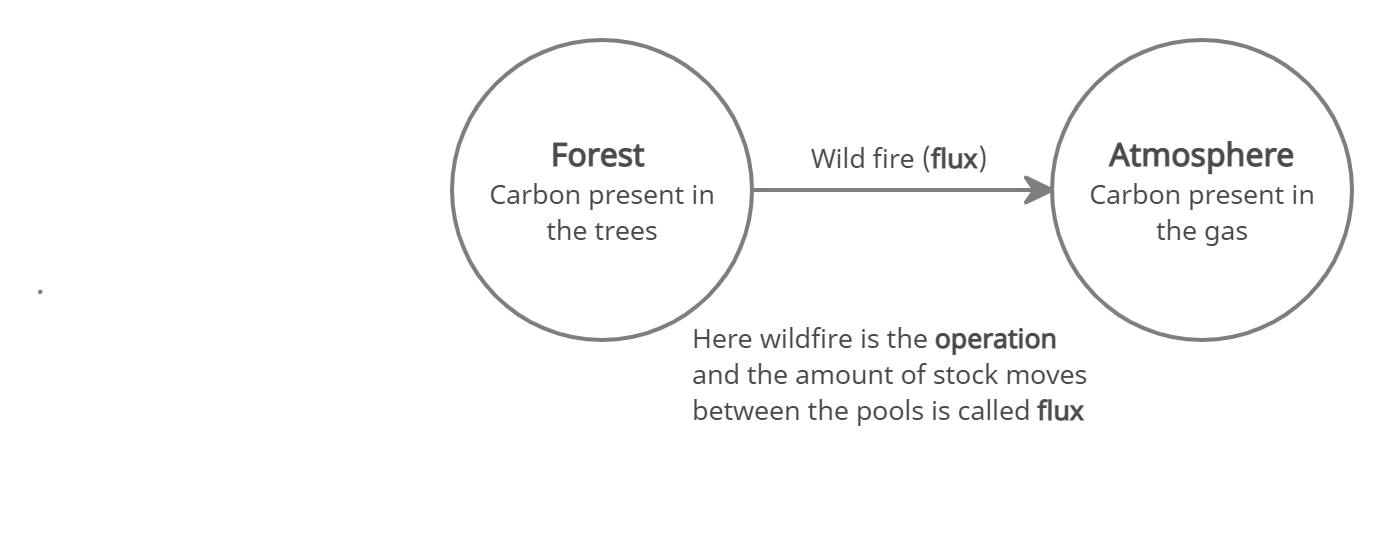 Forest
Carbon present in
the trees
Wild fire (flux)
Atmosphere
Carbon present in
the gas
Here wildfire is the operation
and the amount of stock moves
between the pools is called flux